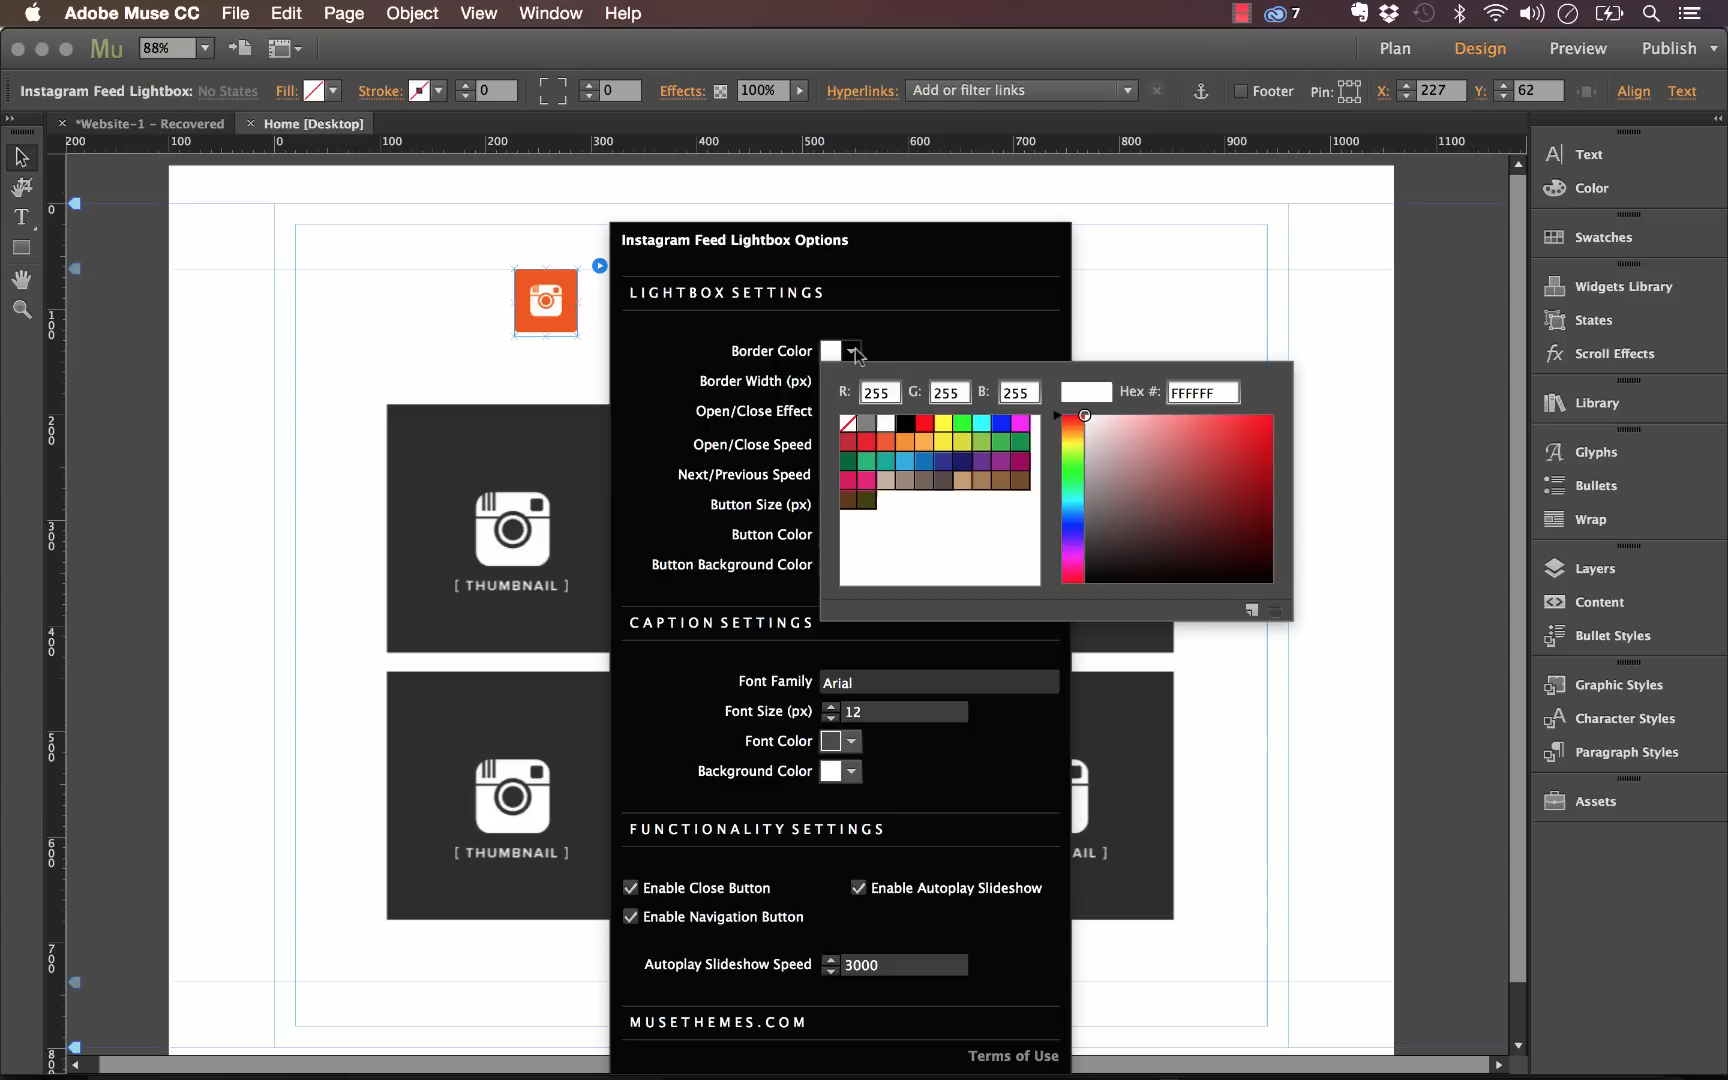 Adobe Muse CC File Edit Page Object View Window Help 7
Mu 88% Plan Design Preview Publish
Instagram Feed Lightbox: No States Fill: Stroke: 0 0 Effects: 100% Hyperlinks: Add or filter links Footer Pin: X: 227 Y: 62 Align Text
*Website-1 – Recovered Home [Desktop]
200 100 100 200 300 500 600 700 800 900 1000 1100
0
100
200
300
400
500
600
700
800
Instagram Feed Lightbox Options
LIGHTBOX SETTINGS
Border Color
Border Width (px)
Open/Close Effect
Open/Close Speed
Next/Previous Speed
Button Size (px)
Button Color
Button Background Color
R: 255 G: 255 B: 255 Hex #: FFFFFF
CAPTION SETTINGS
Font Family Arial
Font Size (px) 12
Font Color
Background Color
FUNCTIONALITY SETTINGS
Enable Close Button Enable Autoplay Slideshow
Enable Navigation Button
Autoplay Slideshow Speed 3000
MUSETHEMES.COM
Terms of Use
[ THUMBNAIL ]
[ THUMBNAIL ]
AIL ]
Text
Color
Swatches
Widgets Library
States
Scroll Effects
Library
Glyphs
Bullets
Wrap
Layers
Content
Bullet Styles
Graphic Styles
Character Styles
Paragraph Styles
Assets